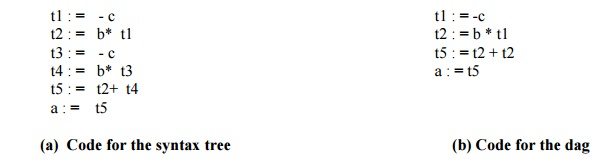 t1 := -c
t2 := b* t1
t3 := -c
t4 := b* t3
t5 := t2+ t4
a := t5
(a) Code for the syntax tree
t1 := -c
t2 := b * t1
t5 := t2 + t2
a := t5
(b) Code for the dag